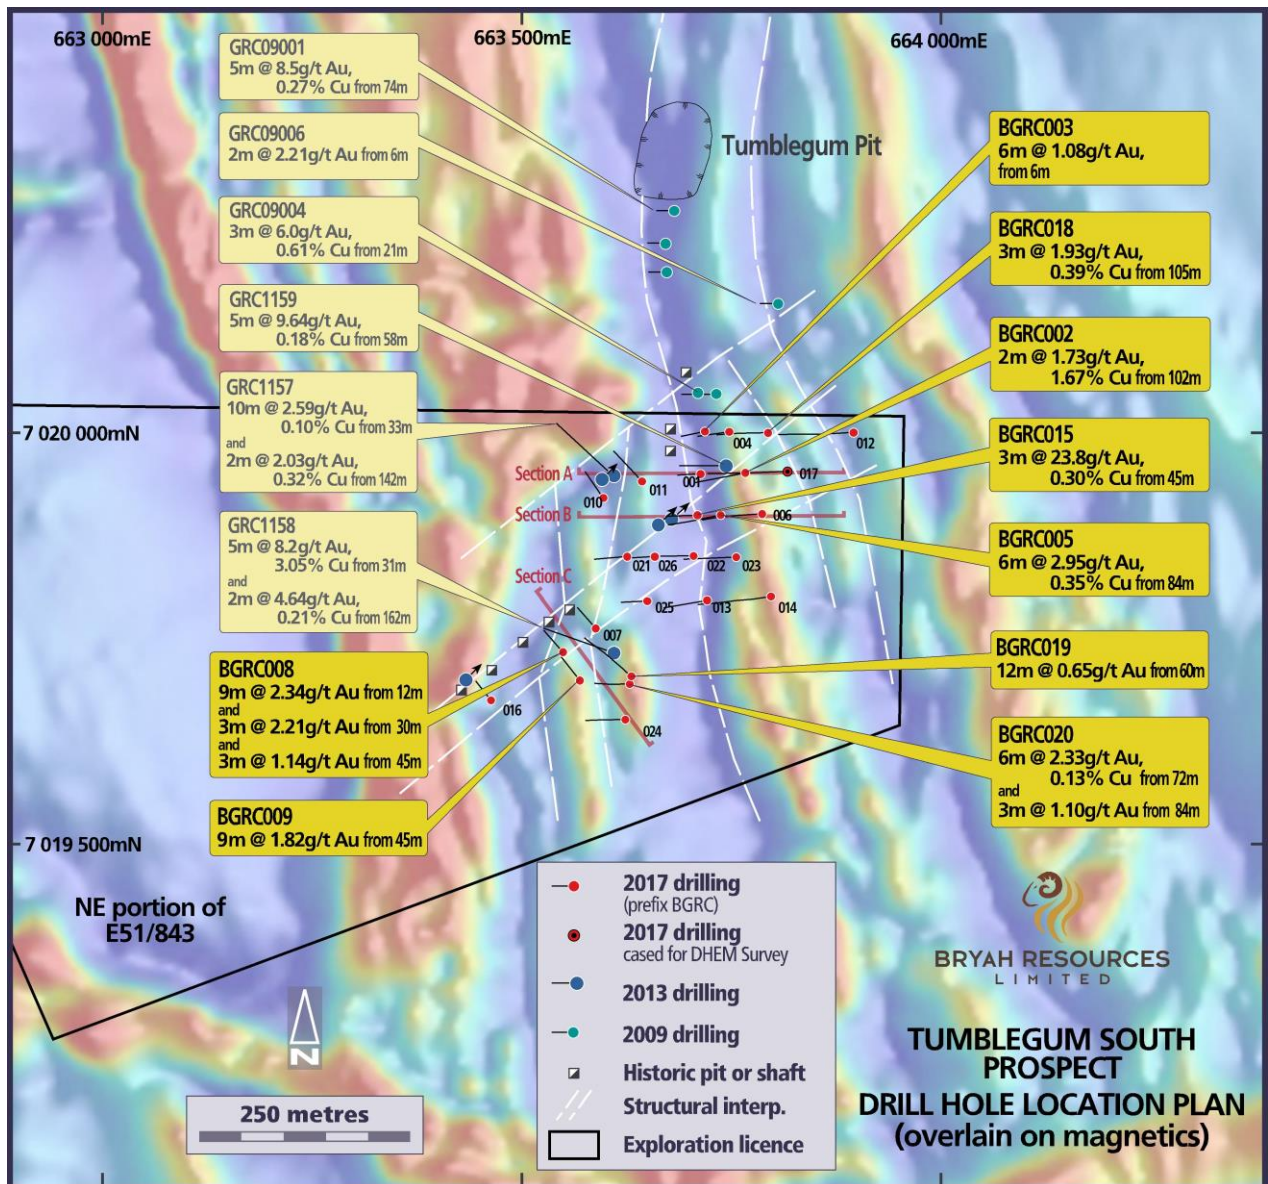 663 000mE
663 500mE
664 000mE
GRC09001
5m @ 8.5g/t Au,
0.27% Cu from 74m
GRC09006
2m @ 2.21g/t Au from 6m
GRC09004
3m @ 6.0g/t Au,
0.61% Cu from 21m
GRC1159
5m @ 9.64g/t Au,
0.18% Cu from 58m
GRC1157
10m @ 2.59g/t Au,
0.10% Cu from 33m
and
2m @ 2.03g/t Au,
0.32% Cu from 142m
GRC1158
5m @ 8.2g/t Au,
3.05% Cu from 31m
and
2m @ 4.64g/t Au,
0.21% Cu from 162m
BGRC008
9m @ 2.34g/t Au from 12m
and
3m @ 2.21g/t Au from 30m
and
3m @ 1.14g/t Au from 45m
BGRC009
9m @ 1.82g/t Au from 45m
Tumblegum Pit
BGRC003
6m @ 1.08g/t Au,
from 6m
BGRC018
3m @ 1.93g/t Au,
0.39% Cu from 105m
BGRC002
2m @ 1.73g/t Au,
1.67% Cu from 102m
BGRC015
3m @ 23.8g/t Au,
0.30% Cu from 45m
BGRC005
6m @ 2.95g/t Au,
0.35% Cu from 84m
BGRC019
12m @ 0.65g/t Au from 60m
BGRC020
6m @ 2.33g/t Au,
0.13% Cu from 72m
and
3m @ 1.10g/t Au from 84m
7 020 000mN
7 019 500mN
004
012
Section A
001
017
011
010
Section B
006
021
026
022
023
Section C
025
013
014
007
016
024
NE portion of
E51/843
N
250 metres
2017 drilling
(prefix BGRC)
2017 drilling
cased for DHEM Survey
2013 drilling
2009 drilling
Historic pit or shaft
Structural interp.
Exploration licence
BRYAH RESOURCES
LIMITED
TUMBLEGUM SOUTH
PROSPECT
DRILL HOLE LOCATION PLAN
(overlain on magnetics)